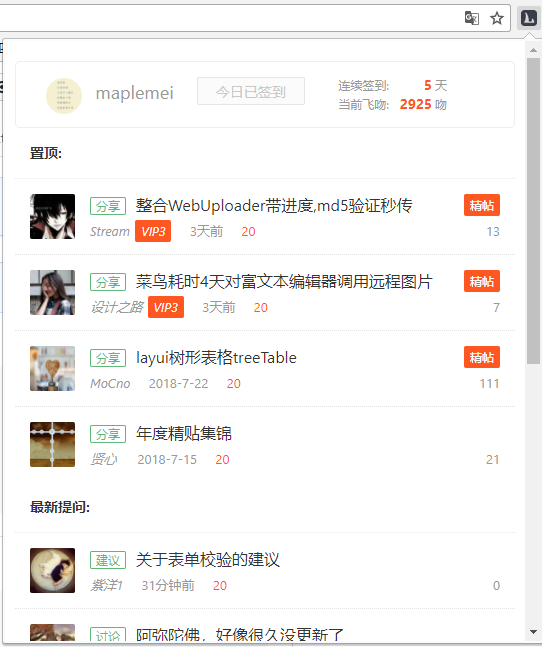 maplemei
今日已签到
连续签到: 5 天
当前飞吻: 2925 吻
置顶:
分享 整合WebUploader带进度,md5验证秒传 精帖
Stream VIP3 3天前 20 13
分享 菜鸟耗时4天对富文本编辑器调用远程图片 精帖
设计之路 VIP3 3天前 20 7
分享 layui树形表格treeTable 精帖
MoCno 2018-7-22 20 111
分享 年度精贴集锦
贤心 2018-7-15 20 21
最新提问:
建议 关于表单校验的建议
紫洋1 31分钟前 20 0
讨论 阿弥陀佛，好像很久没更新了